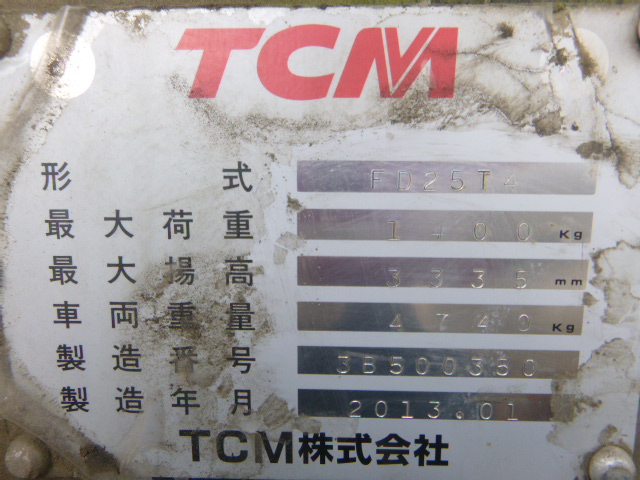 TCM
形 式 FD25T4
最大荷重 Kg
最大揚高 3335 mm
車両重量 4740 Kg
製造番号 3B500350
製造年月 2013.01
TCM株式会社